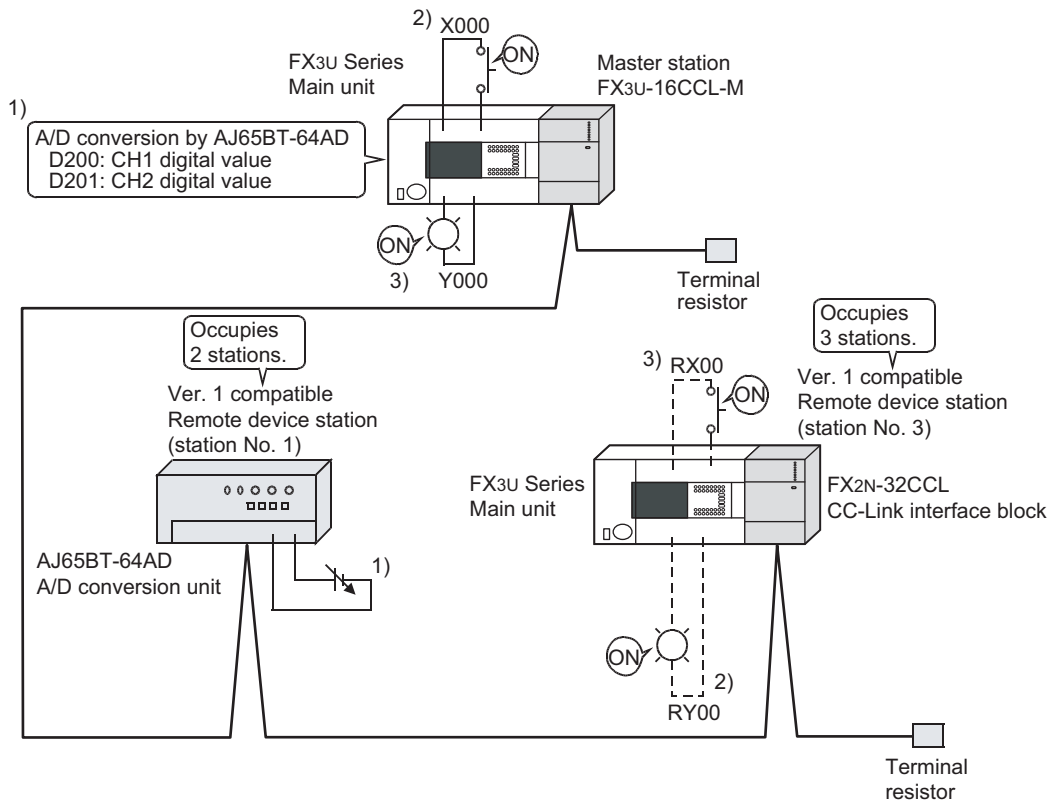 2) X000
ON
FX3U Series
Main unit
Master station
FX3U-16CCL-M
1)
A/D conversion by AJ65BT-64AD
D200: CH1 digital value
D201: CH2 digital value
ON
3) Y000
Terminal
resistor
Occupies
2 stations.
Ver. 1 compatible
Remote device station
(station No. 1)
Occupies
3 stations.
Ver. 1 compatible
Remote device station
(station No. 3)
3) RX00
ON
FX3U Series
Main unit
FX2N-32CCL
CC-Link interface block
AJ65BT-64AD
A/D conversion unit
1)
ON
2)
RY00
Terminal
resistor